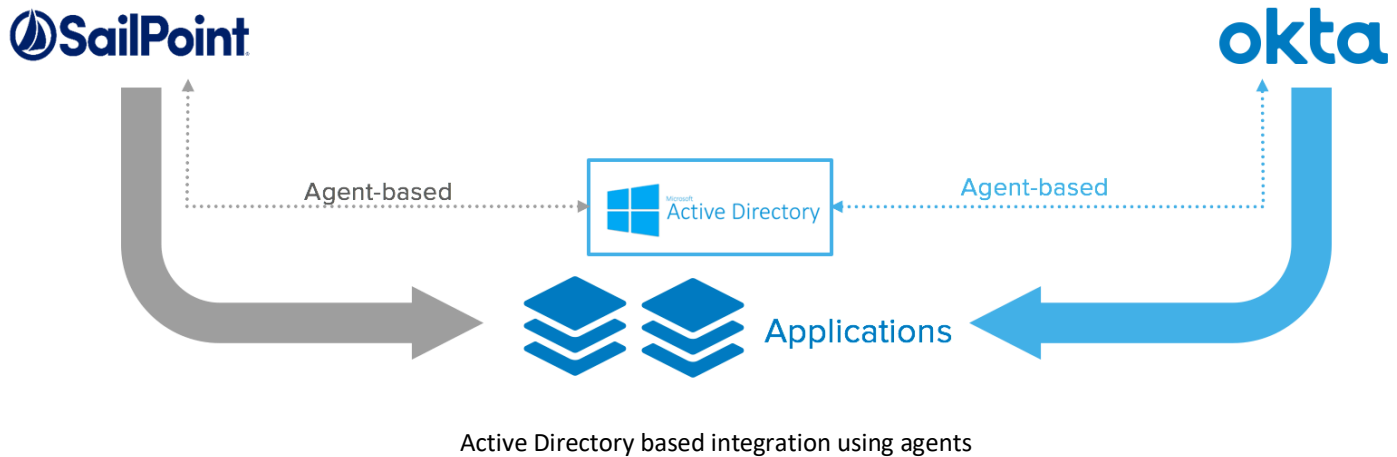 SailPoint
okta
Agent-based
Agent-based
Microsoft
Active Directory
Applications
Active Directory based integration using agents